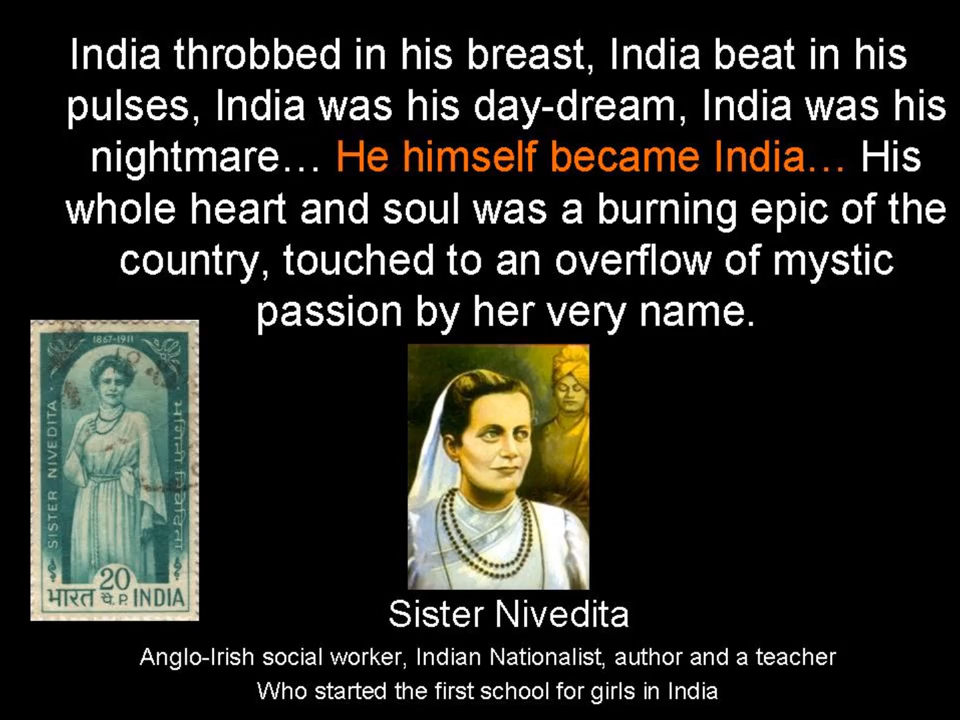 India throbbed in his breast, India beat in his
pulses, India was his day-dream, India was his
nightmare… He himself became India… His
whole heart and soul was a burning epic of the
country, touched to an overflow of mystic
passion by her very name.
1867-1911
SISTER NIVEDITA
भगिनी निवेदिता
20
भारत पै. P. INDIA
Sister Nivedita
Anglo-Irish social worker, Indian Nationalist, author and a teacher
Who started the first school for girls in India